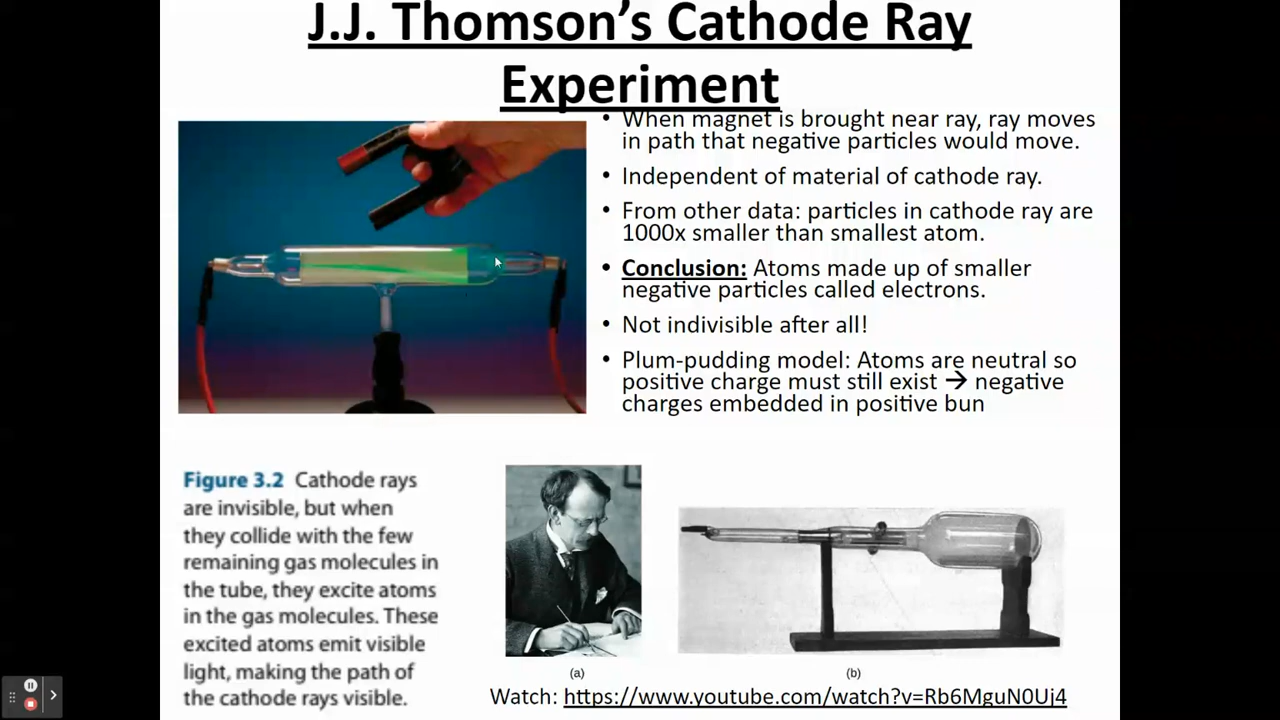 J.J. Thomson’s Cathode Ray
Experiment
• When magnet is brought near ray, ray moves
in path that negative particles would move.
• Independent of material of cathode ray.
• From other data: particles in cathode ray are
1000x smaller than smallest atom.
• Conclusion: Atoms made up of smaller
negative particles called electrons.
• Not indivisible after all!
• Plum-pudding model: Atoms are neutral so
positive charge must still exist → negative
charges embedded in positive bun
Figure 3.2 Cathode rays
are invisible, but when
they collide with the few
remaining gas molecules in
the tube, they excite atoms
in the gas molecules. These
excited atoms emit visible
light, making the path of
the cathode rays visible.
(a)
(b)
Watch: https://www.youtube.com/watch?v=Rb6MguN0Uj4